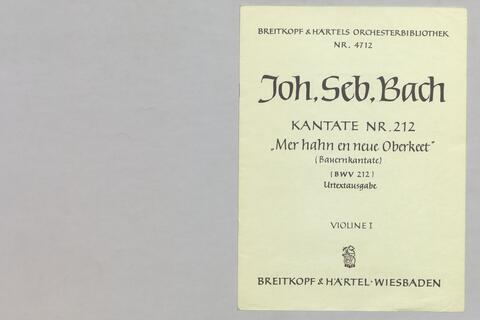 BREITKOPF & HÄRTELS ORCHESTERBIBLIOTHEK
NR. 4712
Joh. Seb. Bach
KANTATE NR. 212
„Mer hahn en neue Oberkeet"
(Bauernkantate)
(BWV 212)
Urtextausgabe
VIOLINE I
BREITKOPF & HÄRTEL · WIESBADEN